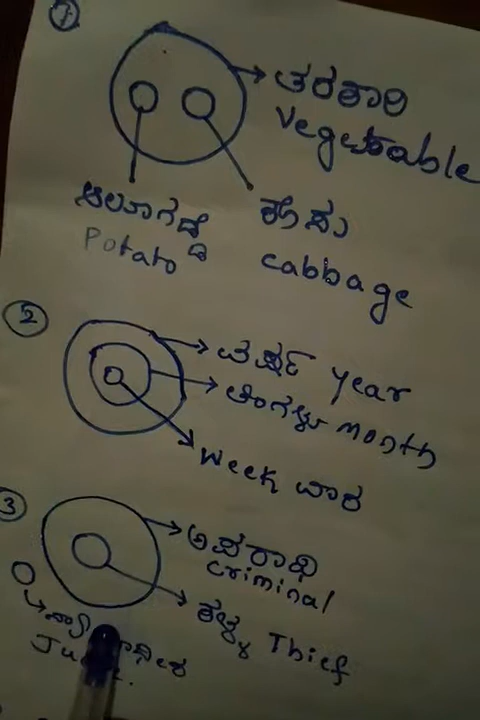 1
ತರಕಾರಿ
Vegetable
ಆಲೂಗಡ್ಡೆ
Potato
ಕೋಸು
cabbage
2
ವರ್ಷ year
ತಿಂಗಳು month
Week ವಾರ
3
ಅಪರಾಧಿ
criminal
ಕಳ್ಳ Thief